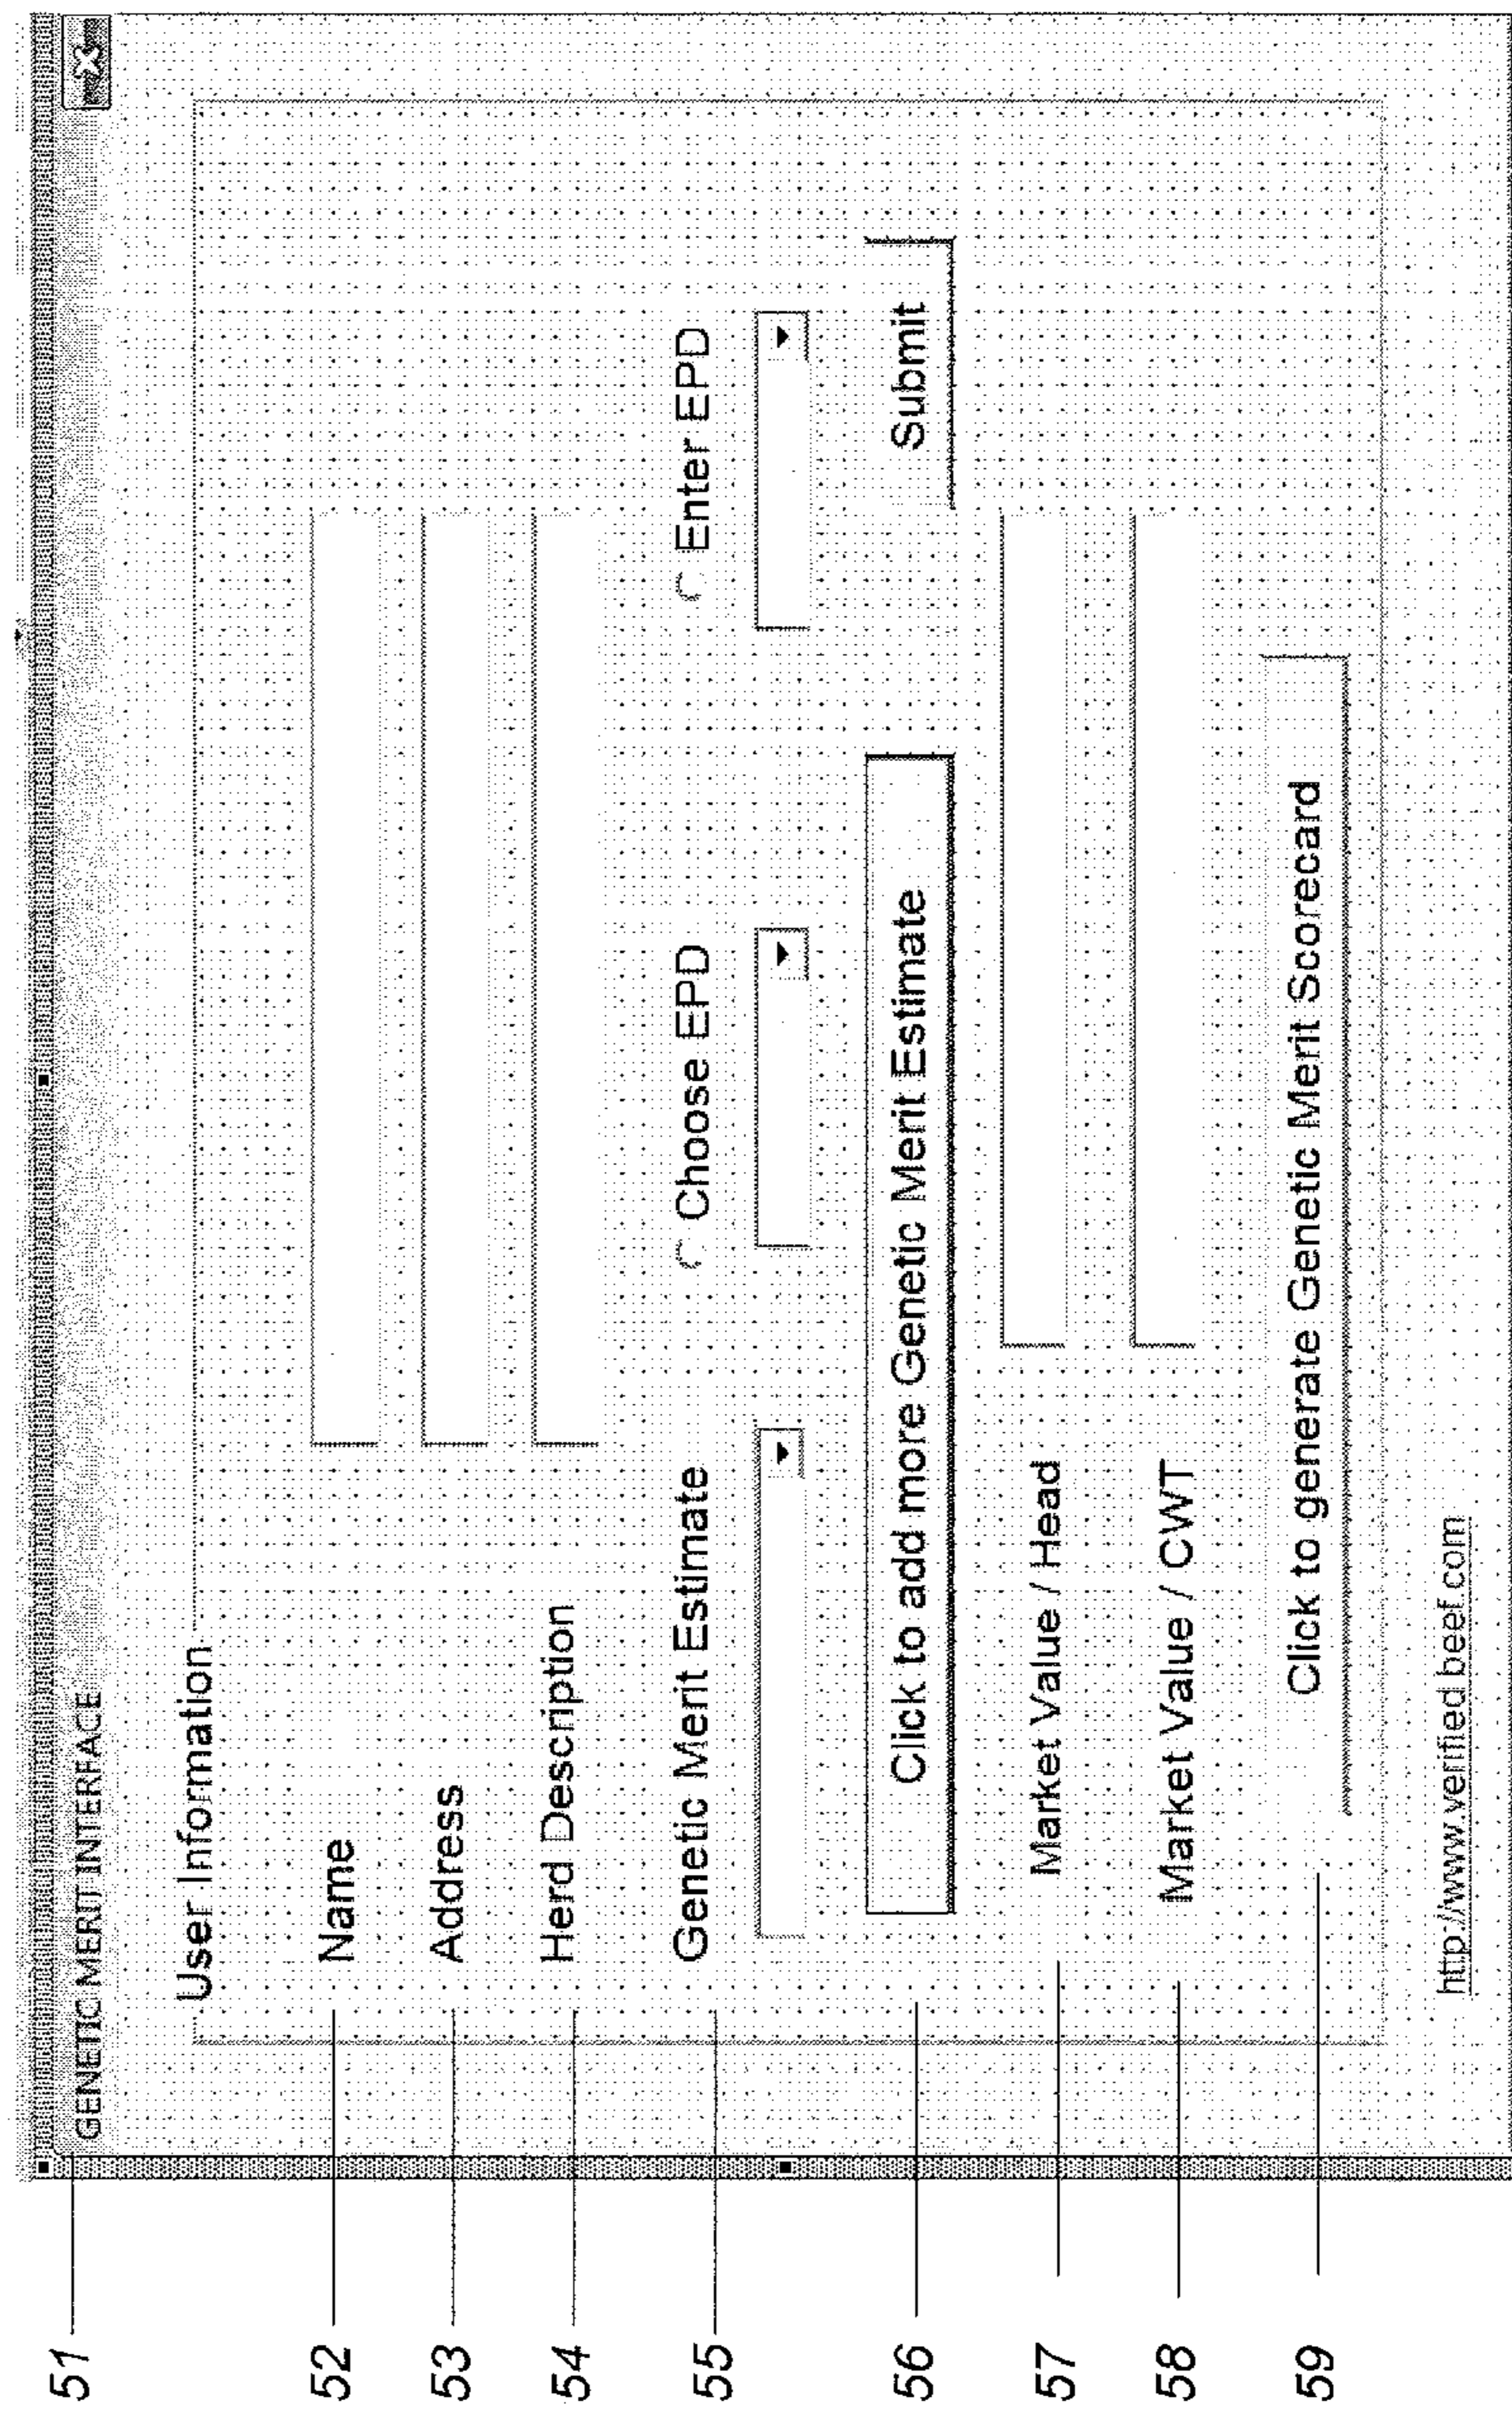 51 GENETIC MERIT INTERFACE
User Information
52 Name
53 Address
54 Herd Description
55 Genetic Merit Estimate Choose EPD Enter EPD
56 Click to add more Genetic Merit Estimate Submit
57 Market Value / Head
58 Market Value / CWT
59 Click to generate Genetic Merit Scorecard
http://www.verified.beef.com